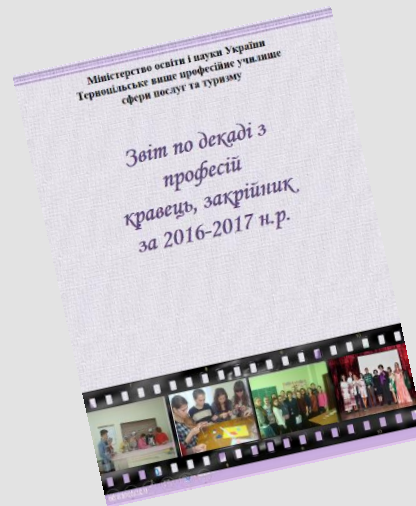 Міністерство освіти і науки України
Тернопільське вище професійне училище
сфери послуг та туризму
Звіт по декаді з
професій
кравець, закрійник
за 2016-2017 н.р.